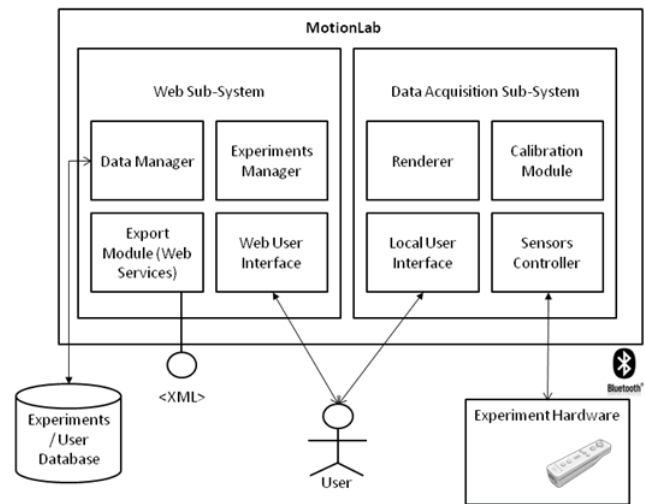 MotionLab
Web Sub-System
Data Acquisition Sub-System
Data Manager
Experiments
Manager
Renderer
Calibration
Module
Export
Module (Web
Services)
Web User
Interface
Local User
Interface
Sensors
Controller
<XML>
Bluetooth®
Experiments
/ User
Database
User
Experiment Hardware